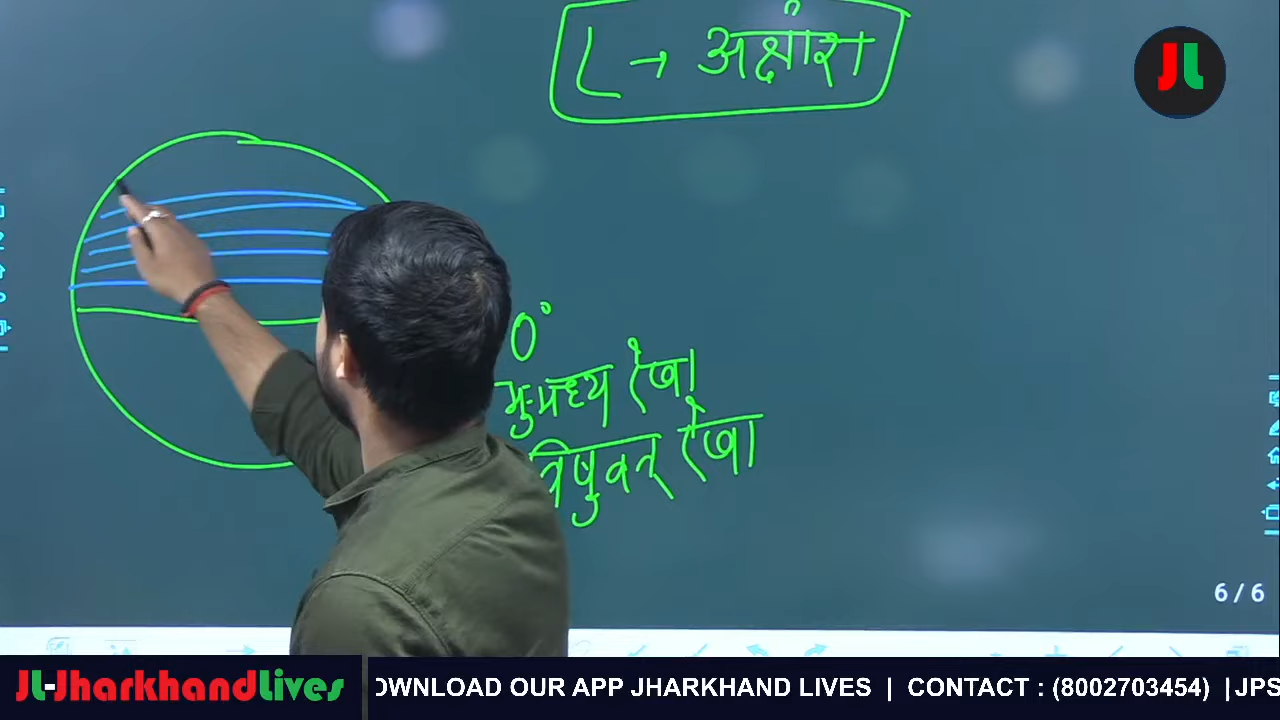 L → अक्षांश
JL
0°
भू-मध्य रेखा
विषुवत् रेखा
6 / 6
JL-JharkhandLives
OWNLOAD OUR APP JHARKHAND LIVES | CONTACT : (8002703454) | JPS